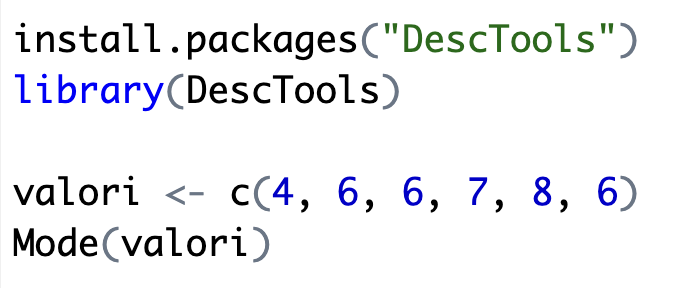 install.packages("DescTools")
library(DescTools)
valori <- c(4, 6, 6, 7, 8, 6)
Mode(valori)